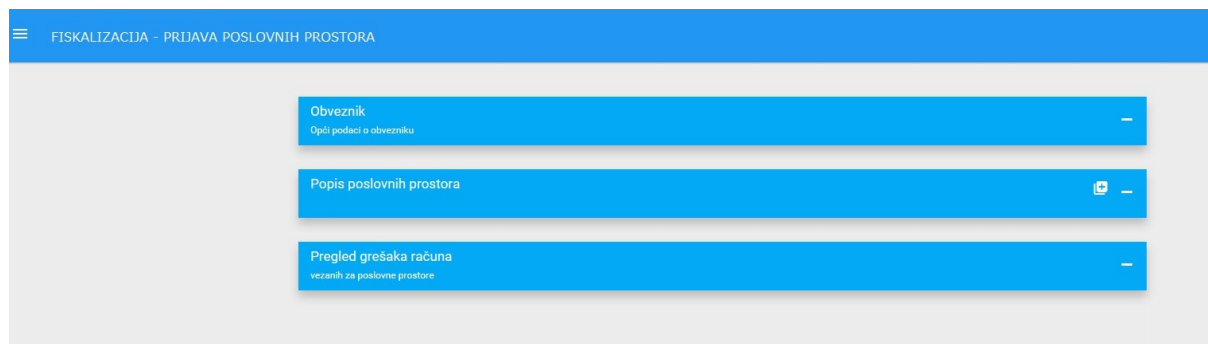 FISKALIZACIJA - PRIJAVA POSLOVNIH PROSTORA
Obveznik
Opći podaci o obvezniku
Popis poslovnih prostora
Pregled grešaka računa
vezanih za poslovne prostore